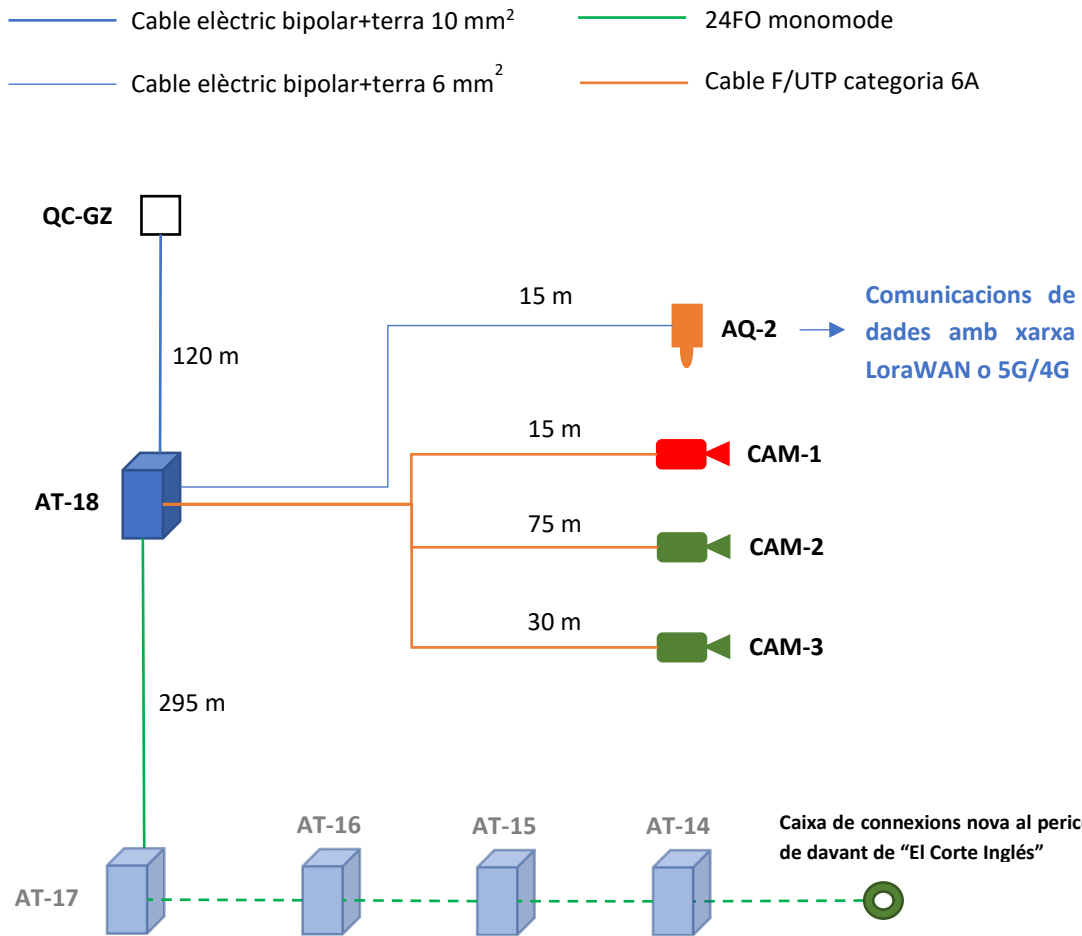 Cable elèctric bipolar+terra 10 mm²
24FO monomode
Cable elèctric bipolar+terra 6 mm²
Cable F/UTP categoria 6A
QC-GZ
15 m
AQ-2
Comunicacions de
dades amb xarxa
LoraWAN o 5G/4G
120 m
15 m
CAM-1
AT-18
75 m
CAM-2
30 m
CAM-3
295 m
AT-16
AT-15
AT-14
Caixa de connexions nova al peric
de davant de “El Corte Inglés”
AT-17